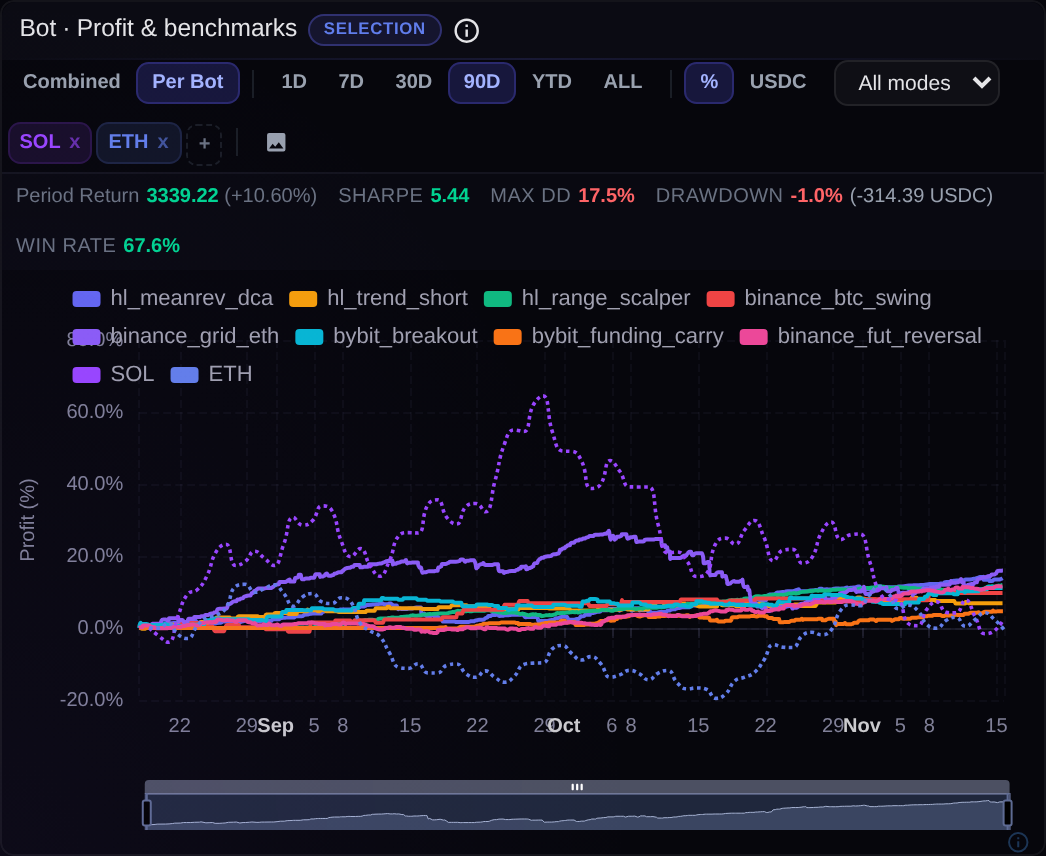 Bot · Profit & benchmarks SELECTION
Combined Per Bot 1D 7D 30D 90D YTD ALL % USDC All modes
SOL x ETH x +
Period Return 3339.22 (+10.60%) SHARPE 5.44 MAX DD 17.5% DRAWDOWN -1.0% (-314.39 USDC)
WIN RATE 67.6%
hl_meanrev_dca hl_trend_short hl_range_scalper binance_btc_swing
80.0% binance_grid_eth bybit_breakout bybit_funding_carry binance_fut_reversal
SOL ETH
60.0%
40.0%
20.0%
0.0%
-20.0%
Profit (%)
22 29 Sep 5 8 15 22 29 Oct 6 8 15 22 29 Nov 5 8 15